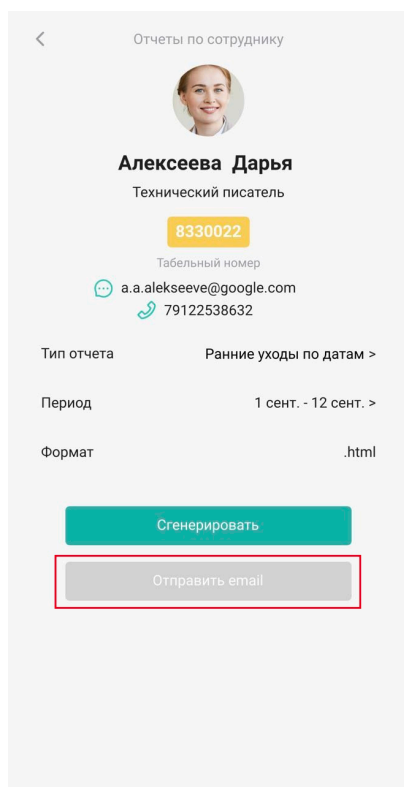 Отчеты по сотруднику
Алексеева Дарья
Технический писатель
8330022
Табельный номер
a.a.alekseeve@google.com
79122538632
Тип отчета Ранние уходы по датам >
Период 1 сент. - 12 сент. >
Формат .html
Сгенерировать
Отправить email